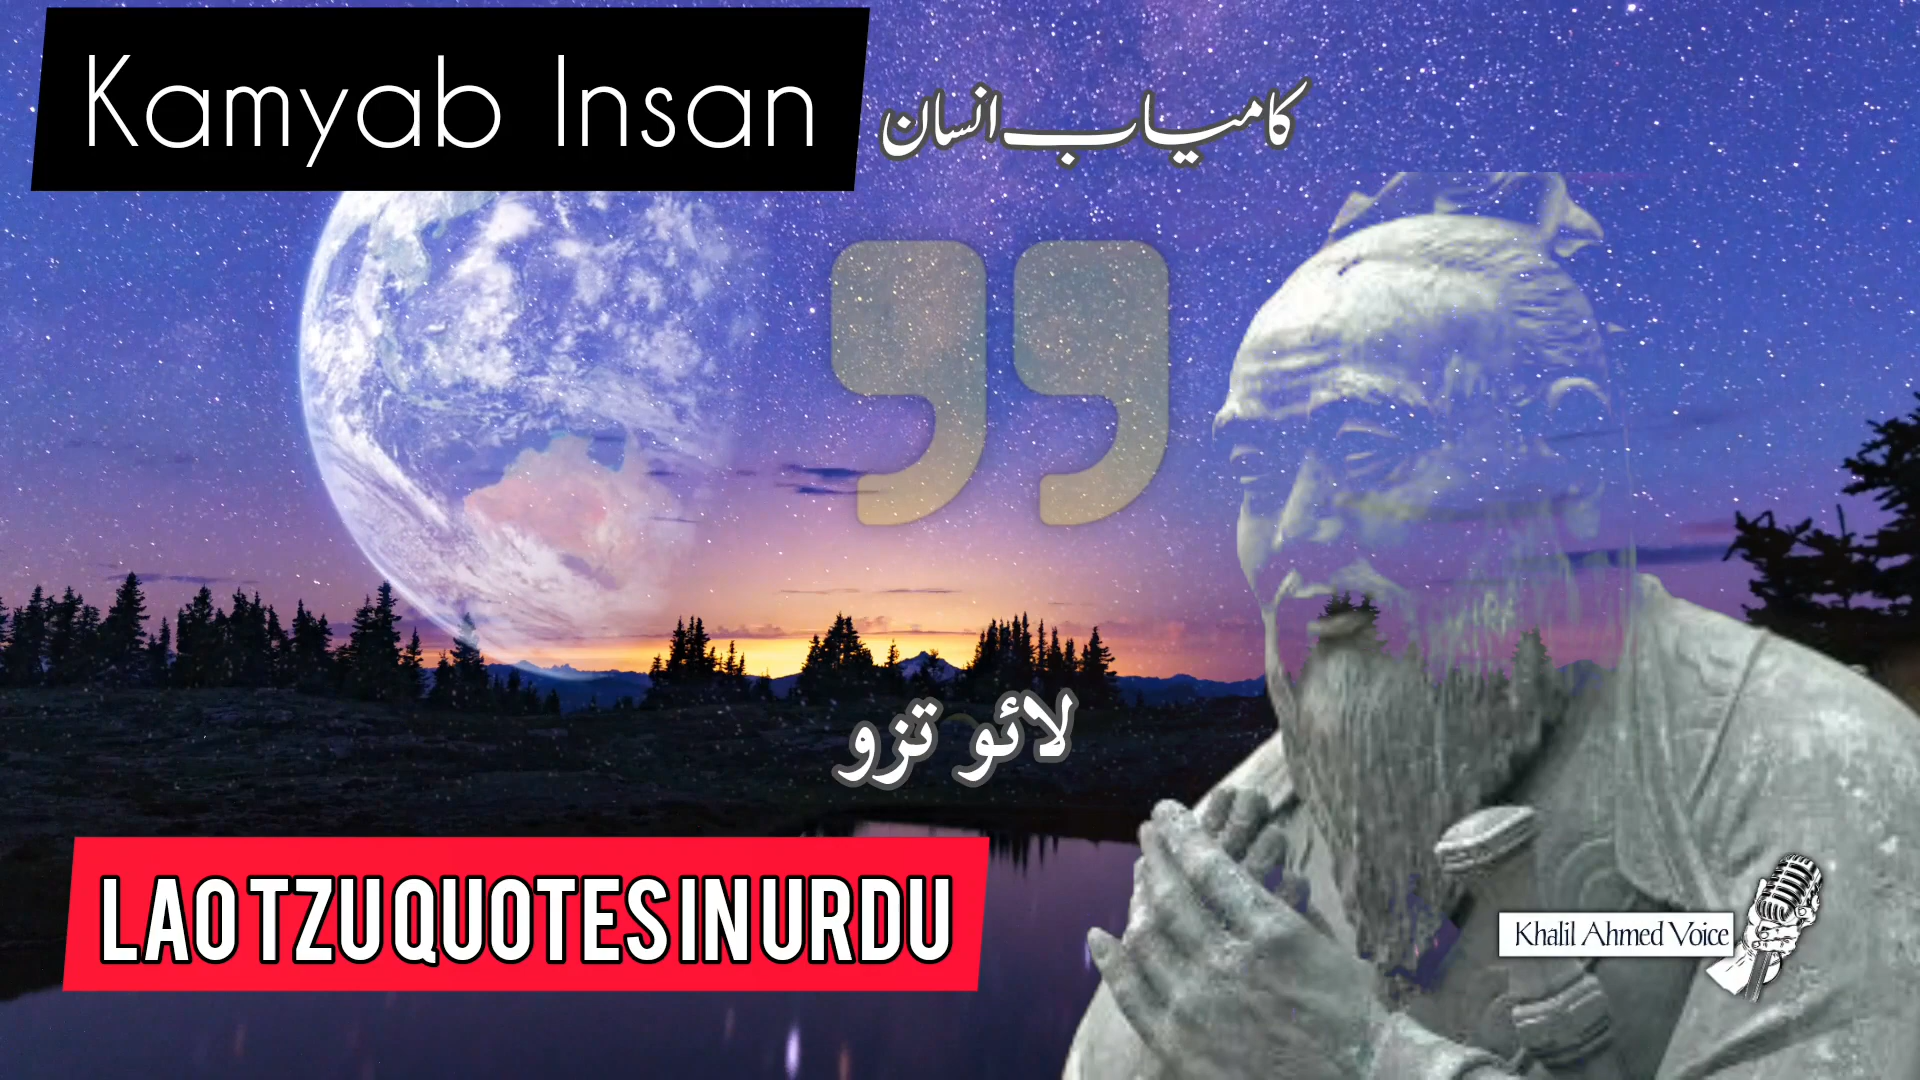 Kamyab Insan
کامیاب انسان
لائو تزو
LAO TZU QUOTES IN URDU
Khalil Ahmed Voice